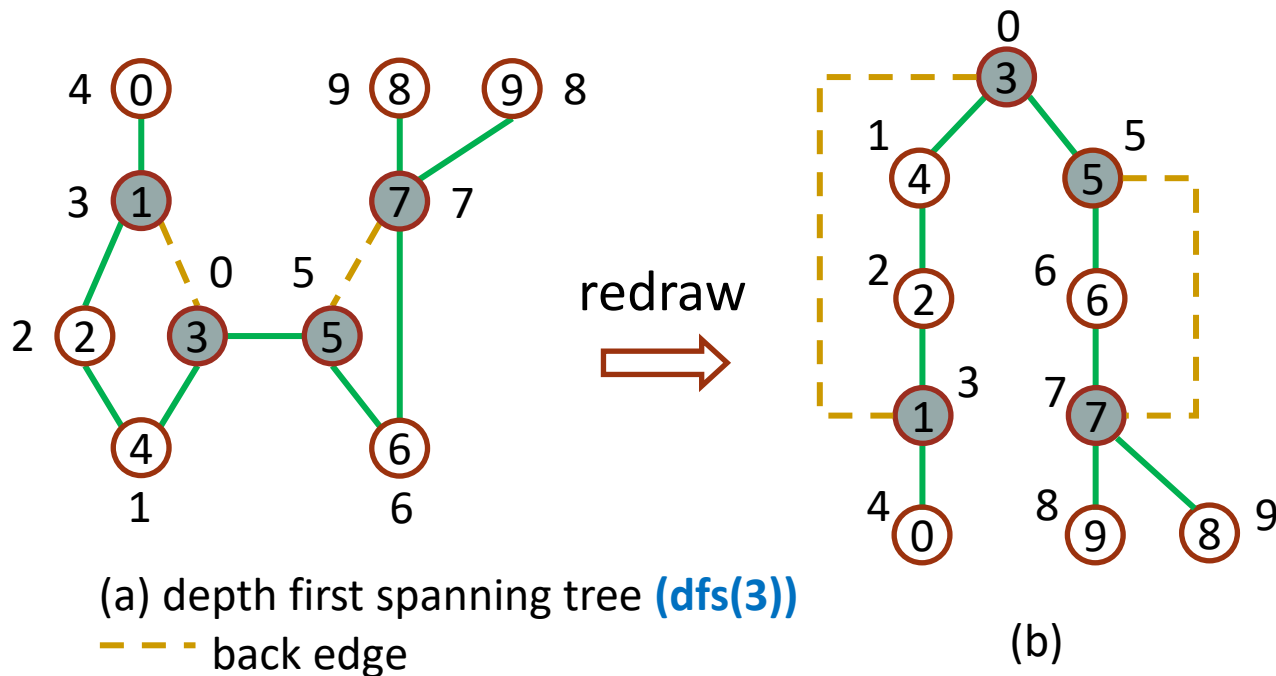 0
4 0 9 8 9 8
3
1 5
3 1 7 7
4 5
0 5
2 6
redraw
2 6
2 2 3 5
3
7
1 7
4 6
4 8 9
1 6
0 9 8
(a) depth first spanning tree (dfs(3))
back edge
(b)